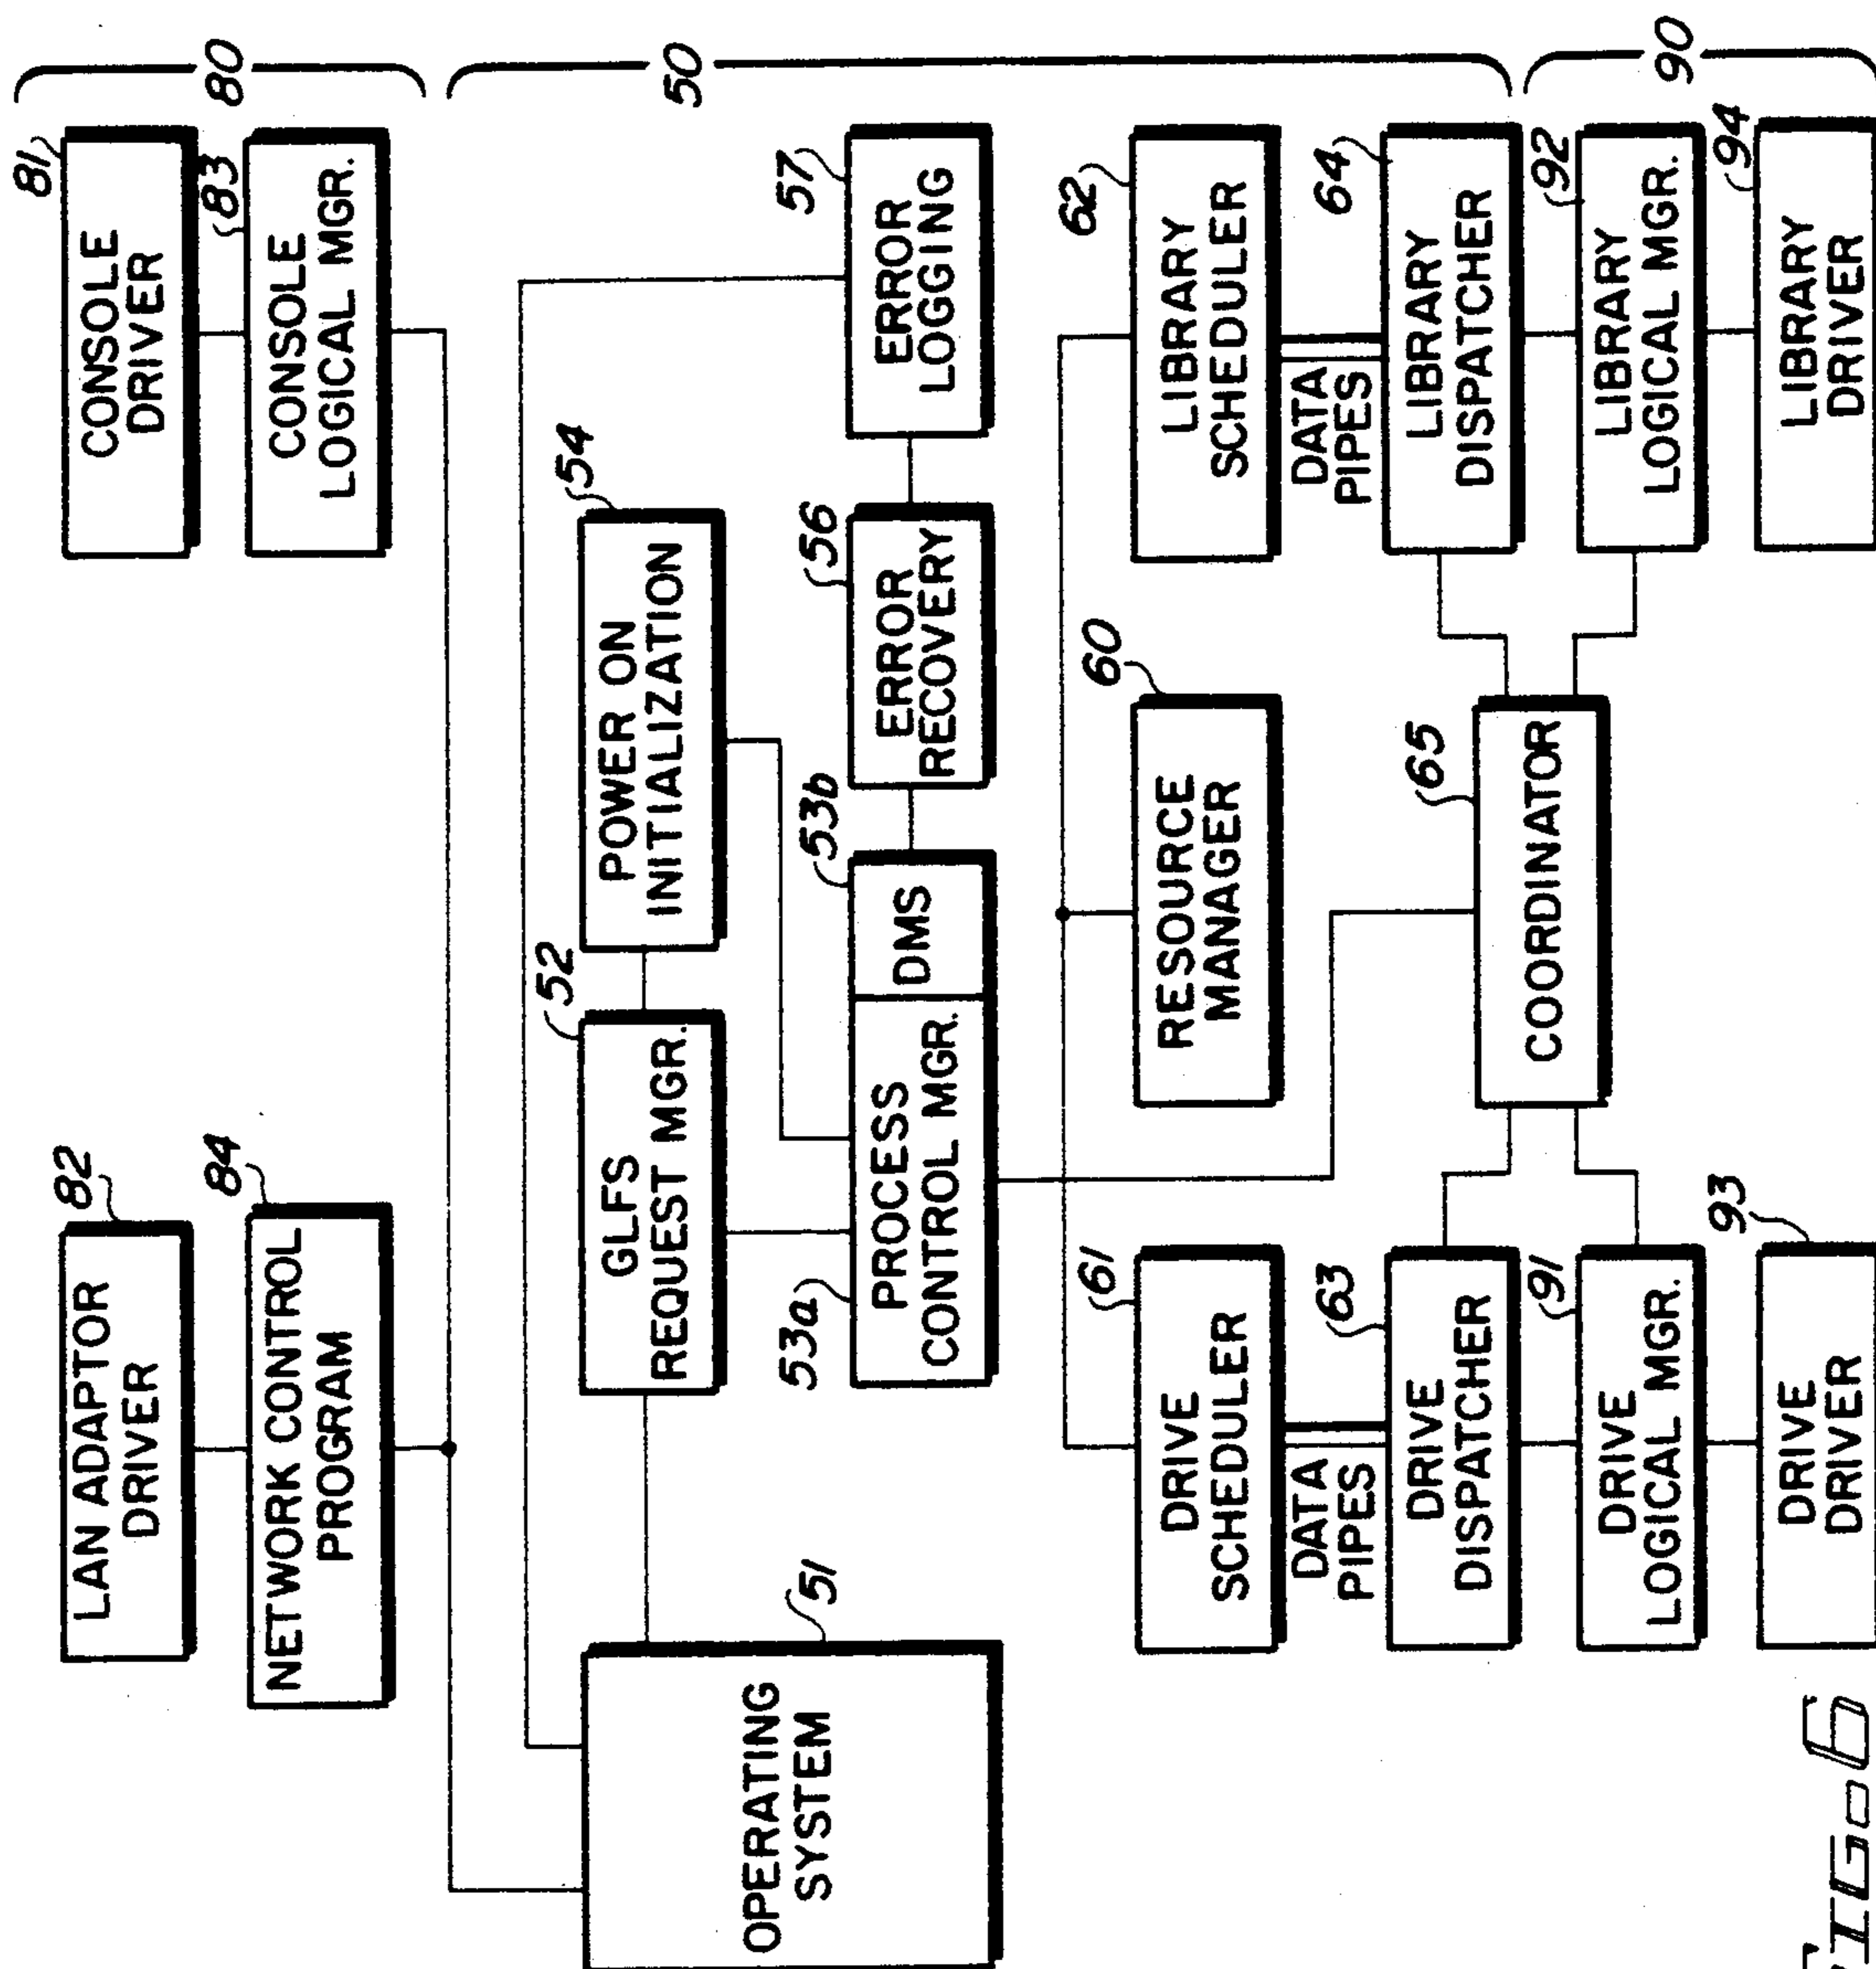 81
CONSOLE
DRIVER
83
CONSOLE
LOGICAL MGR.
80
82
LAN ADAPTOR
DRIVER
84
NETWORK CONTROL
PROGRAM
50
51
OPERATING
SYSTEM
52
GLFS
REQUEST MGR.
54
POWER ON
INITIALIZATION
53a
PROCESS
CONTROL MGR.
53b
DMS
56
ERROR
RECOVERY
57
ERROR
LOGGING
61
DRIVE
SCHEDULER
60
RESOURCE
MANAGER
62
LIBRARY
SCHEDULER
DATA
PIPES
DATA
PIPES
63
DRIVE
DISPATCHER
65
COORDINATOR
64
LIBRARY
DISPATCHER
90
91
DRIVE
LOGICAL MGR.
92
LIBRARY
LOGICAL MGR.
93
DRIVE
DRIVER
94
LIBRARY
DRIVER
FIG.6